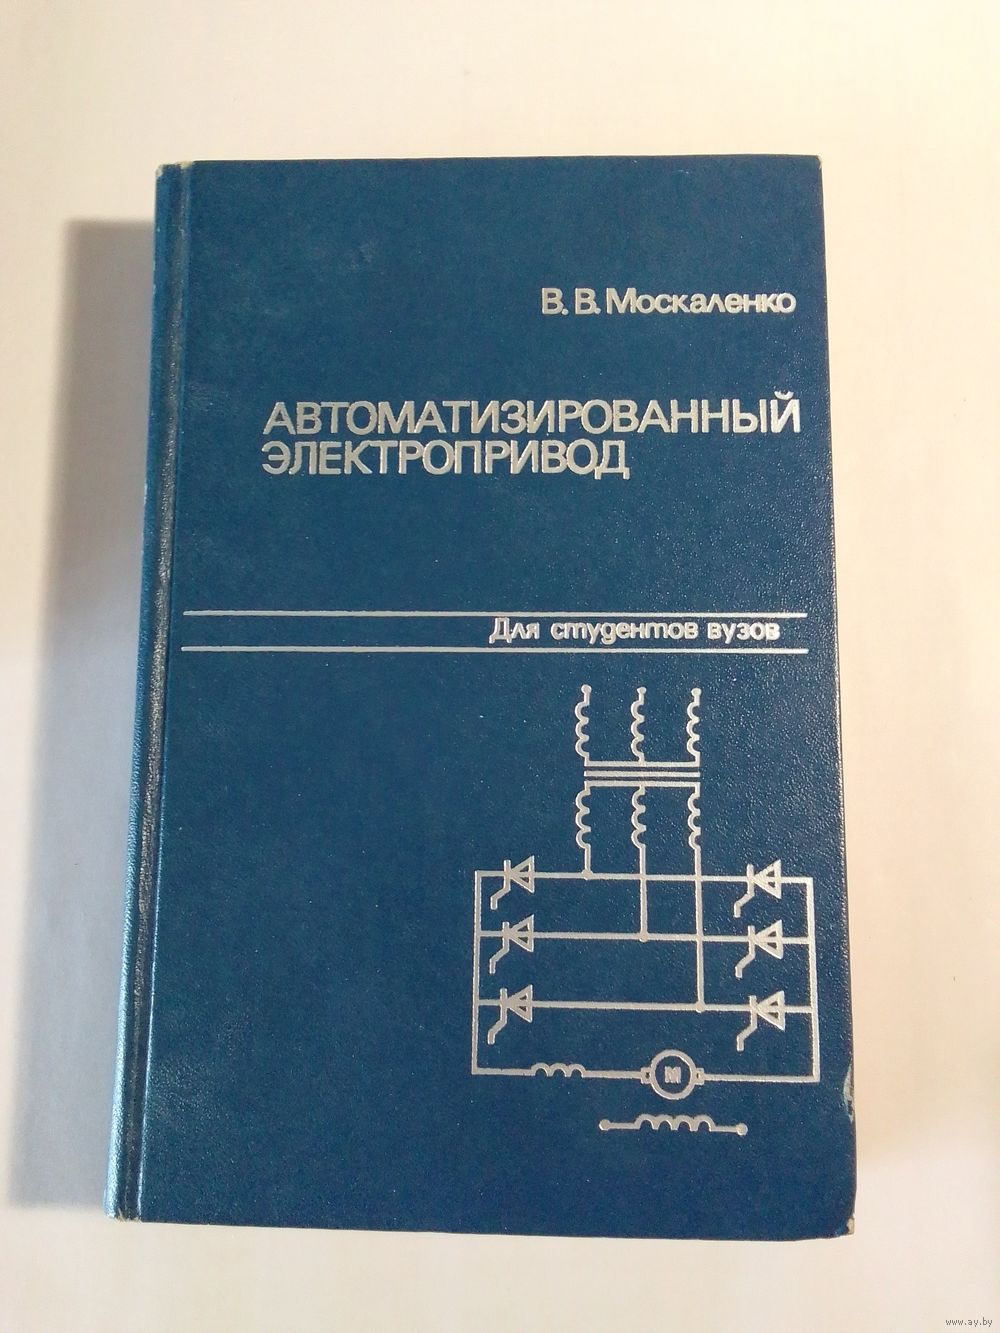 В. В. Москаленко
АВТОМАТИЗИРОВАННЫЙ
ЭЛЕКТРОПРИВОД
Для студентов вузов
М
www.ay.by